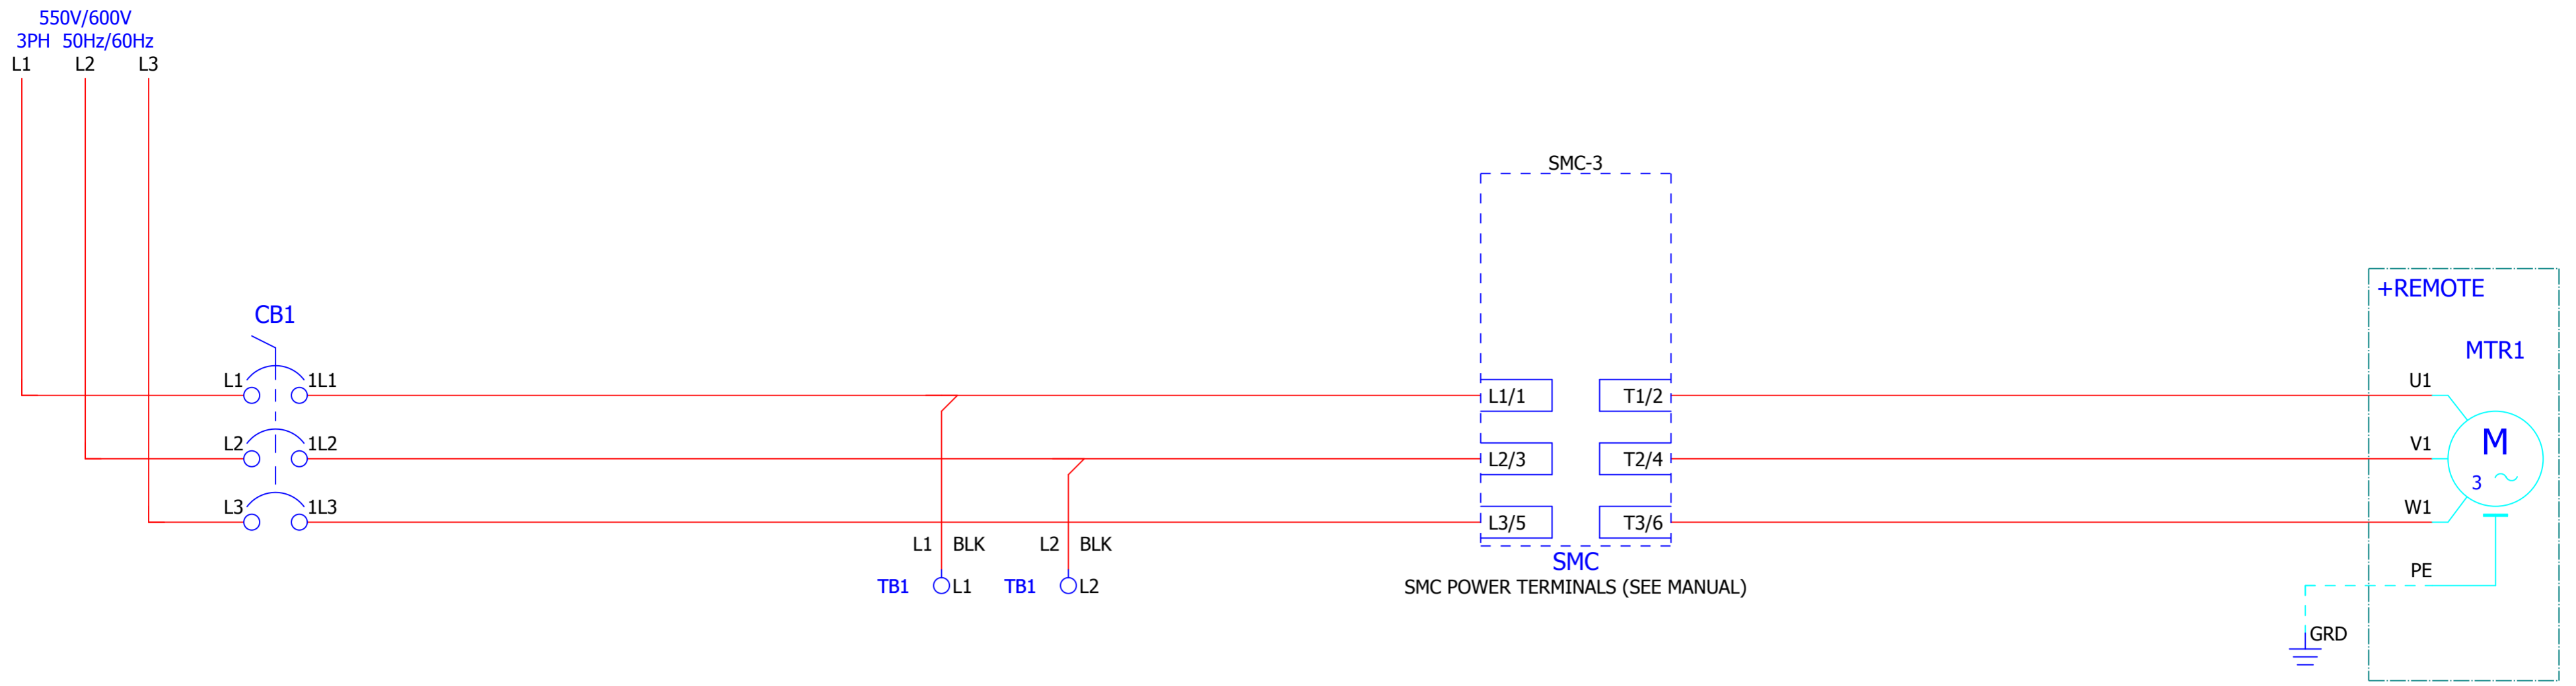 550V/600V
3PH 50Hz/60Hz
L1 L2 L3
SMC-3
+REMOTE
CB1
MTR1
L1 1L1 L1/1 T1/2 U1
L2 1L2 L2/3 T2/4 V1
M
3 ~
L3 1L3 L3/5 T3/6 W1
L1 BLK L2 BLK
SMC
PE
TB1 L1 TB1 L2 SMC POWER TERMINALS (SEE MANUAL)
GRD